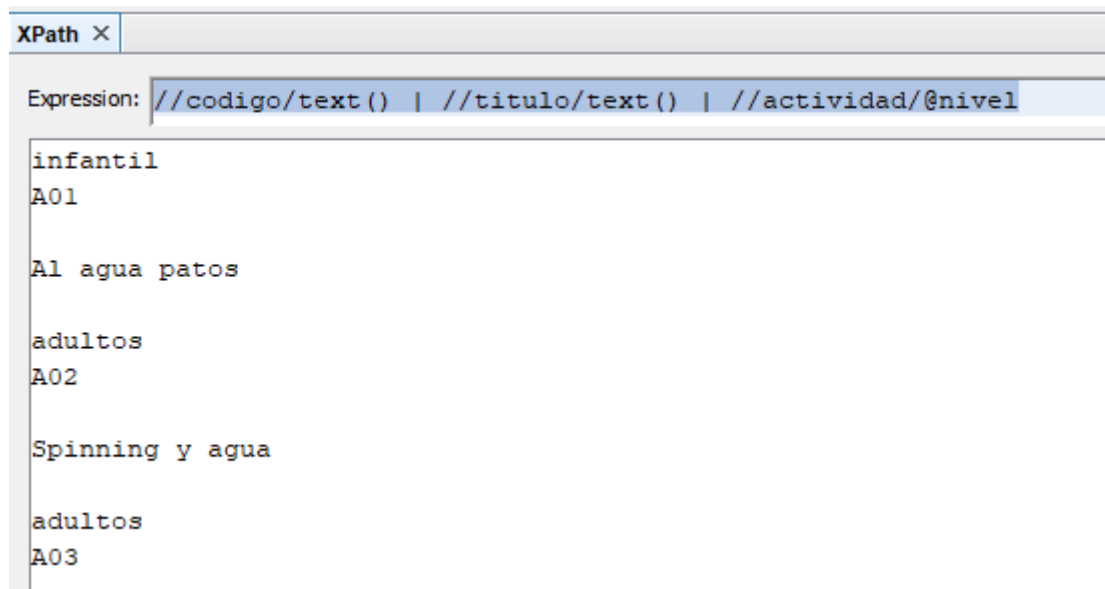 XPath ×
Expression: //codigo/text() | //titulo/text() | //actividad/@nivel
infantil
A01
Al agua patos
adultos
A02
Spinning y agua
adultos
A03